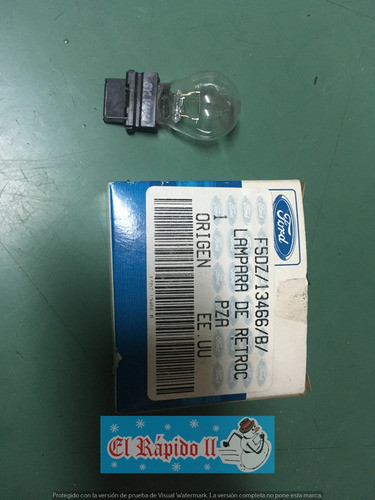 Ford
F5DZ/13466/B/
LAMPARA DE RETROC
1 PZA
ORIGEN EE.UU
El Rápido II
Protegido con la versión de prueba de Visual Watermark. La versión completa no pone esta marca.